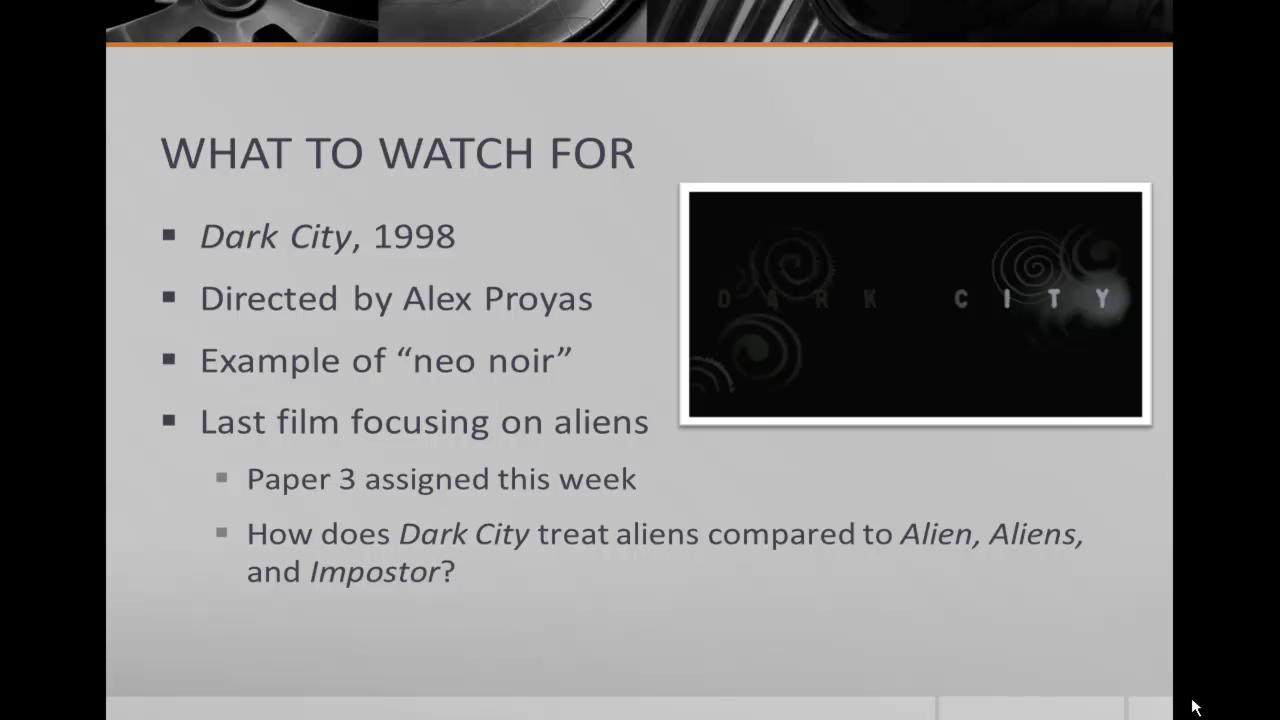 WHAT TO WATCH FOR
Dark City, 1998
Directed by Alex Proyas
Example of “neo noir”
Last film focusing on aliens
Paper 3 assigned this week
How does Dark City treat aliens compared to Alien, Aliens,
and Impostor?
DARK CITY